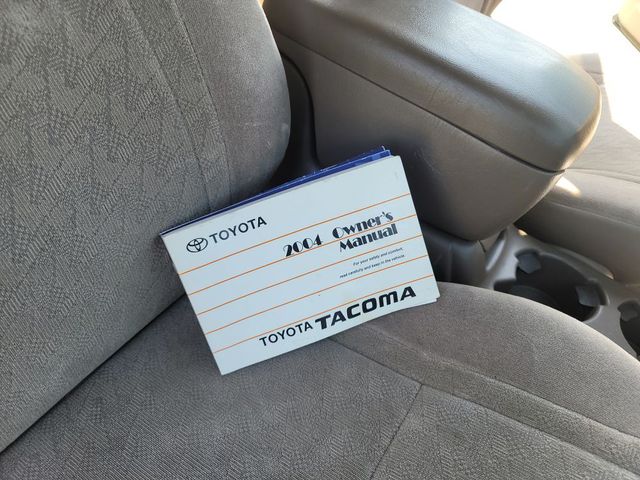 TOYOTA
2004 Owner's
Manual
For your safety and comfort,
read carefully and keep in the vehicle.
TOYOTA TACOMA